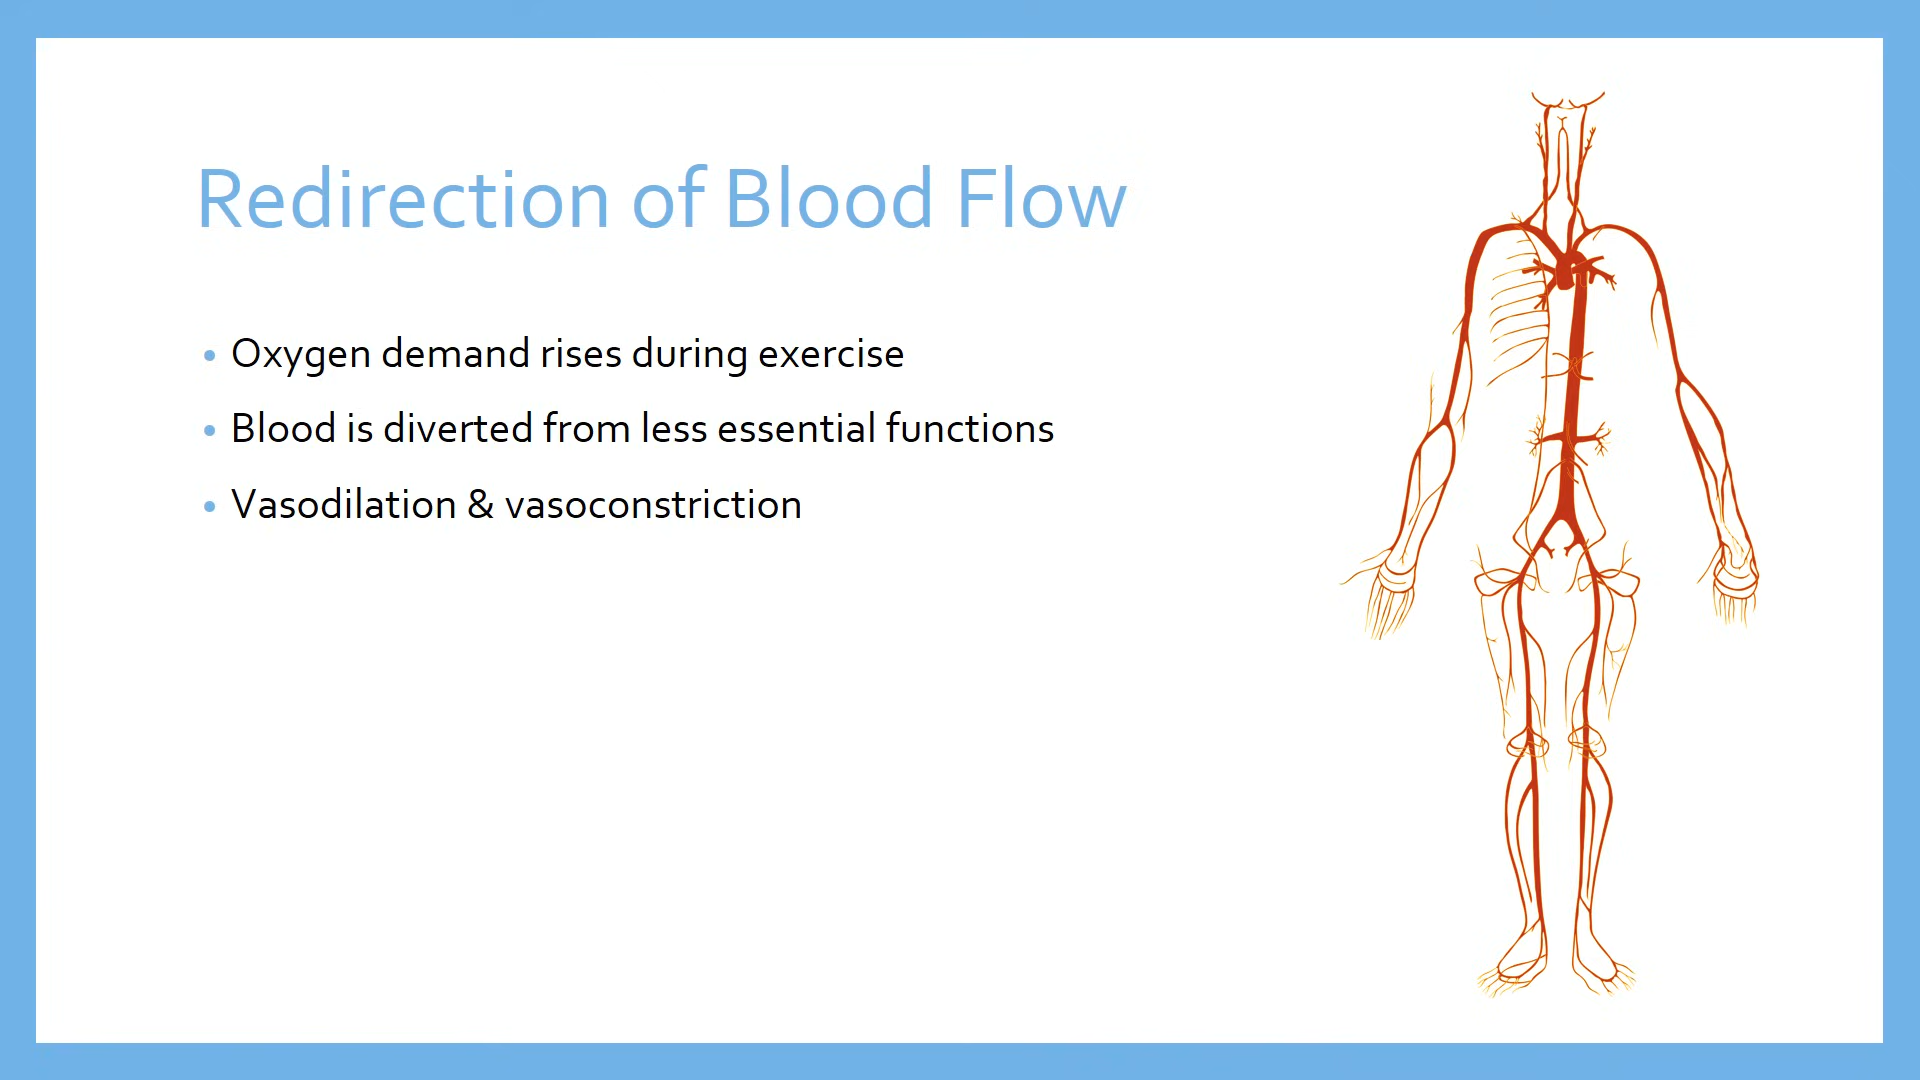 Redirection of Blood Flow
• Oxygen demand rises during exercise
• Blood is diverted from less essential functions
• Vasodilation & vasoconstriction